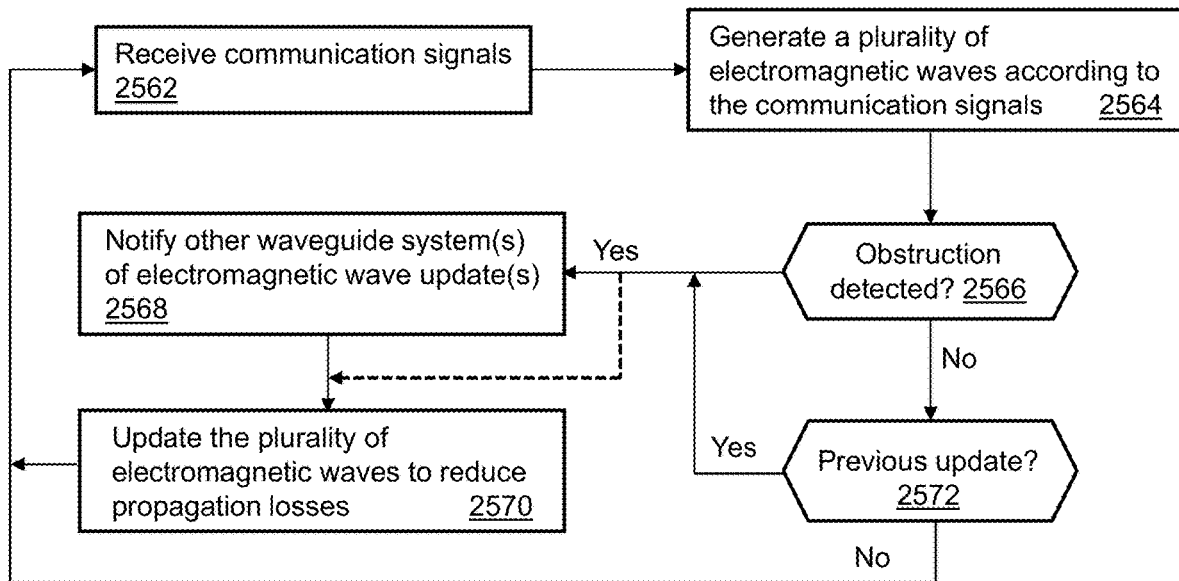 Receive communication signals
2562
Generate a plurality of
electromagnetic waves according to
the communication signals 2564
Notify other waveguide system(s)
of electromagnetic wave update(s)
2568
Yes
Obstruction
detected? 2566
No
Update the plurality of
electromagnetic waves to reduce
propagation losses 2570
Yes
Previous update?
2572
No